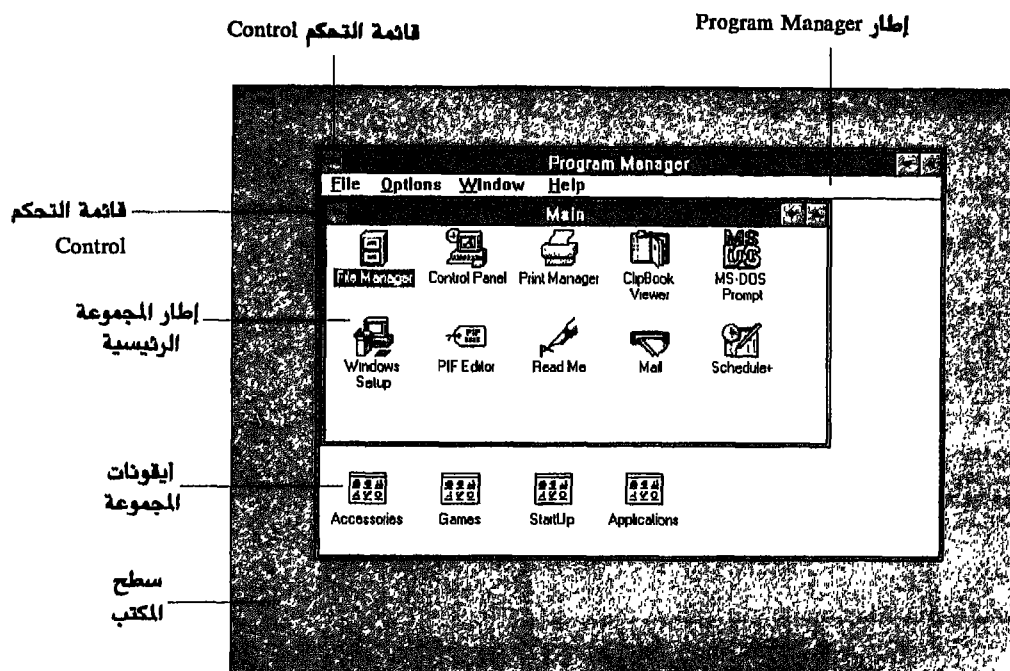 إطار Program Manager
قائمة التحكم Control
Program Manager
File Options Window Help
قائمة التحكم
Control
Main
File Manager Control Panel Print Manager ClipBook Viewer MS-DOS Prompt
إطار المجموعة
الرئيسية
Windows Setup PIF Editor Read Me Mail Schedule+
أيقونات
المجموعة
Accessories Games StartUp Applications
سطح
المكتب